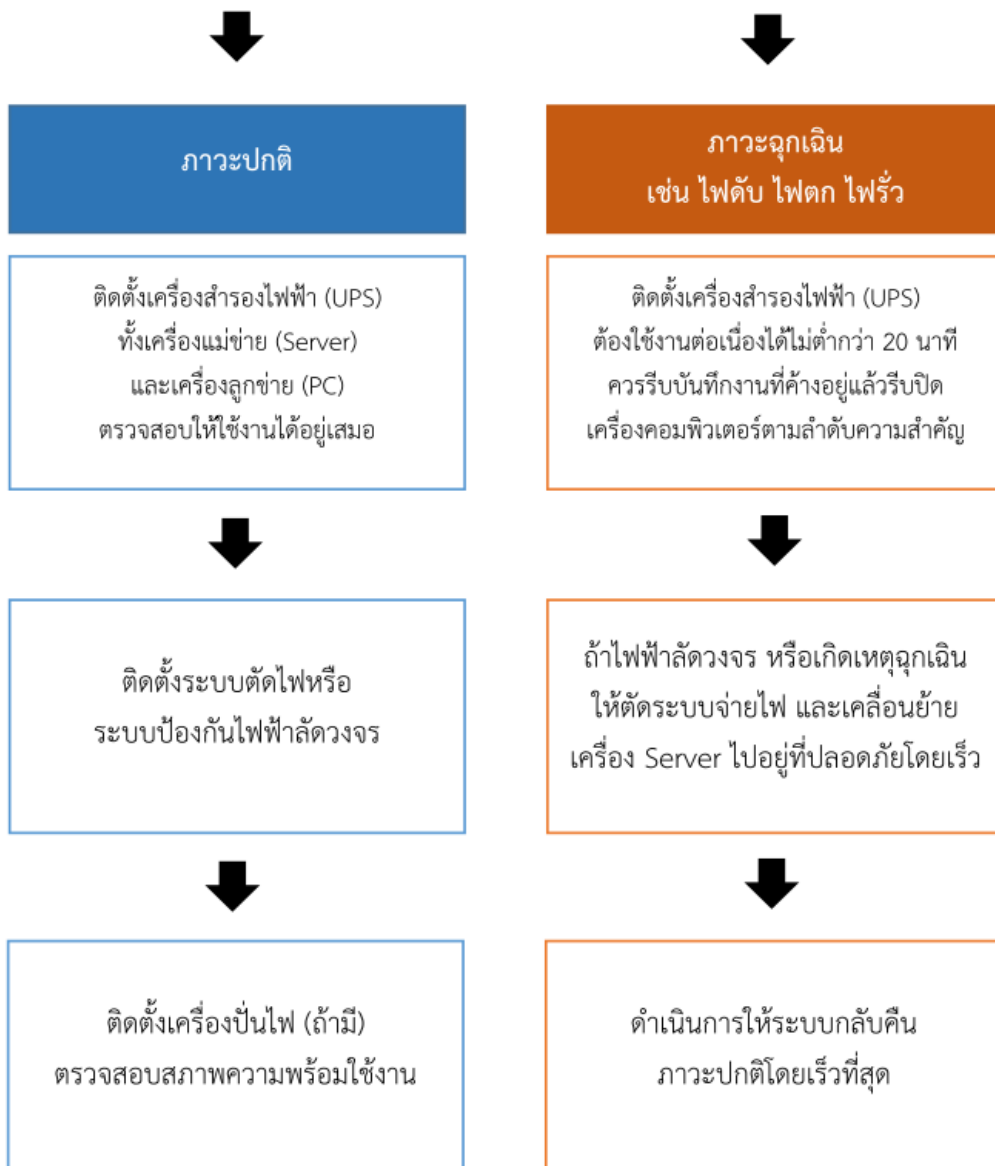 ภาวะปกติ
ติดตั้งเครื่องสำรองไฟฟ้า (UPS)
ทั้งเครื่องแม่ข่าย (Server)
และเครื่องลูกข่าย (PC)
ตรวจสอบให้ใช้งานได้อยู่เสมอ
ติดตั้งระบบตัดไฟหรือ
ระบบป้องกันไฟฟ้าลัดวงจร
ติดตั้งเครื่องปั่นไฟ (ถ้ามี)
ตรวจสอบสภาพความพร้อมใช้งาน
ภาวะฉุกเฉิน
เช่น ไฟดับ ไฟตก ไฟรั่ว
ติดตั้งเครื่องสำรองไฟฟ้า (UPS)
ต้องใช้งานต่อเนื่องได้ไม่ต่ำกว่า 20 นาที
ควรรีบบันทึกงานที่ค้างอยู่แล้วรีบปิด
เครื่องคอมพิวเตอร์ตามลำดับความสำคัญ
ถ้าไฟฟ้าลัดวงจร หรือเกิดเหตุฉุกเฉิน
ให้ตัดระบบจ่ายไฟ และเคลื่อนย้าย
เครื่อง Server ไปอยู่ที่ปลอดภัยโดยเร็ว
ดำเนินการให้ระบบกลับคืน
ภาวะปกติโดยเร็วที่สุด